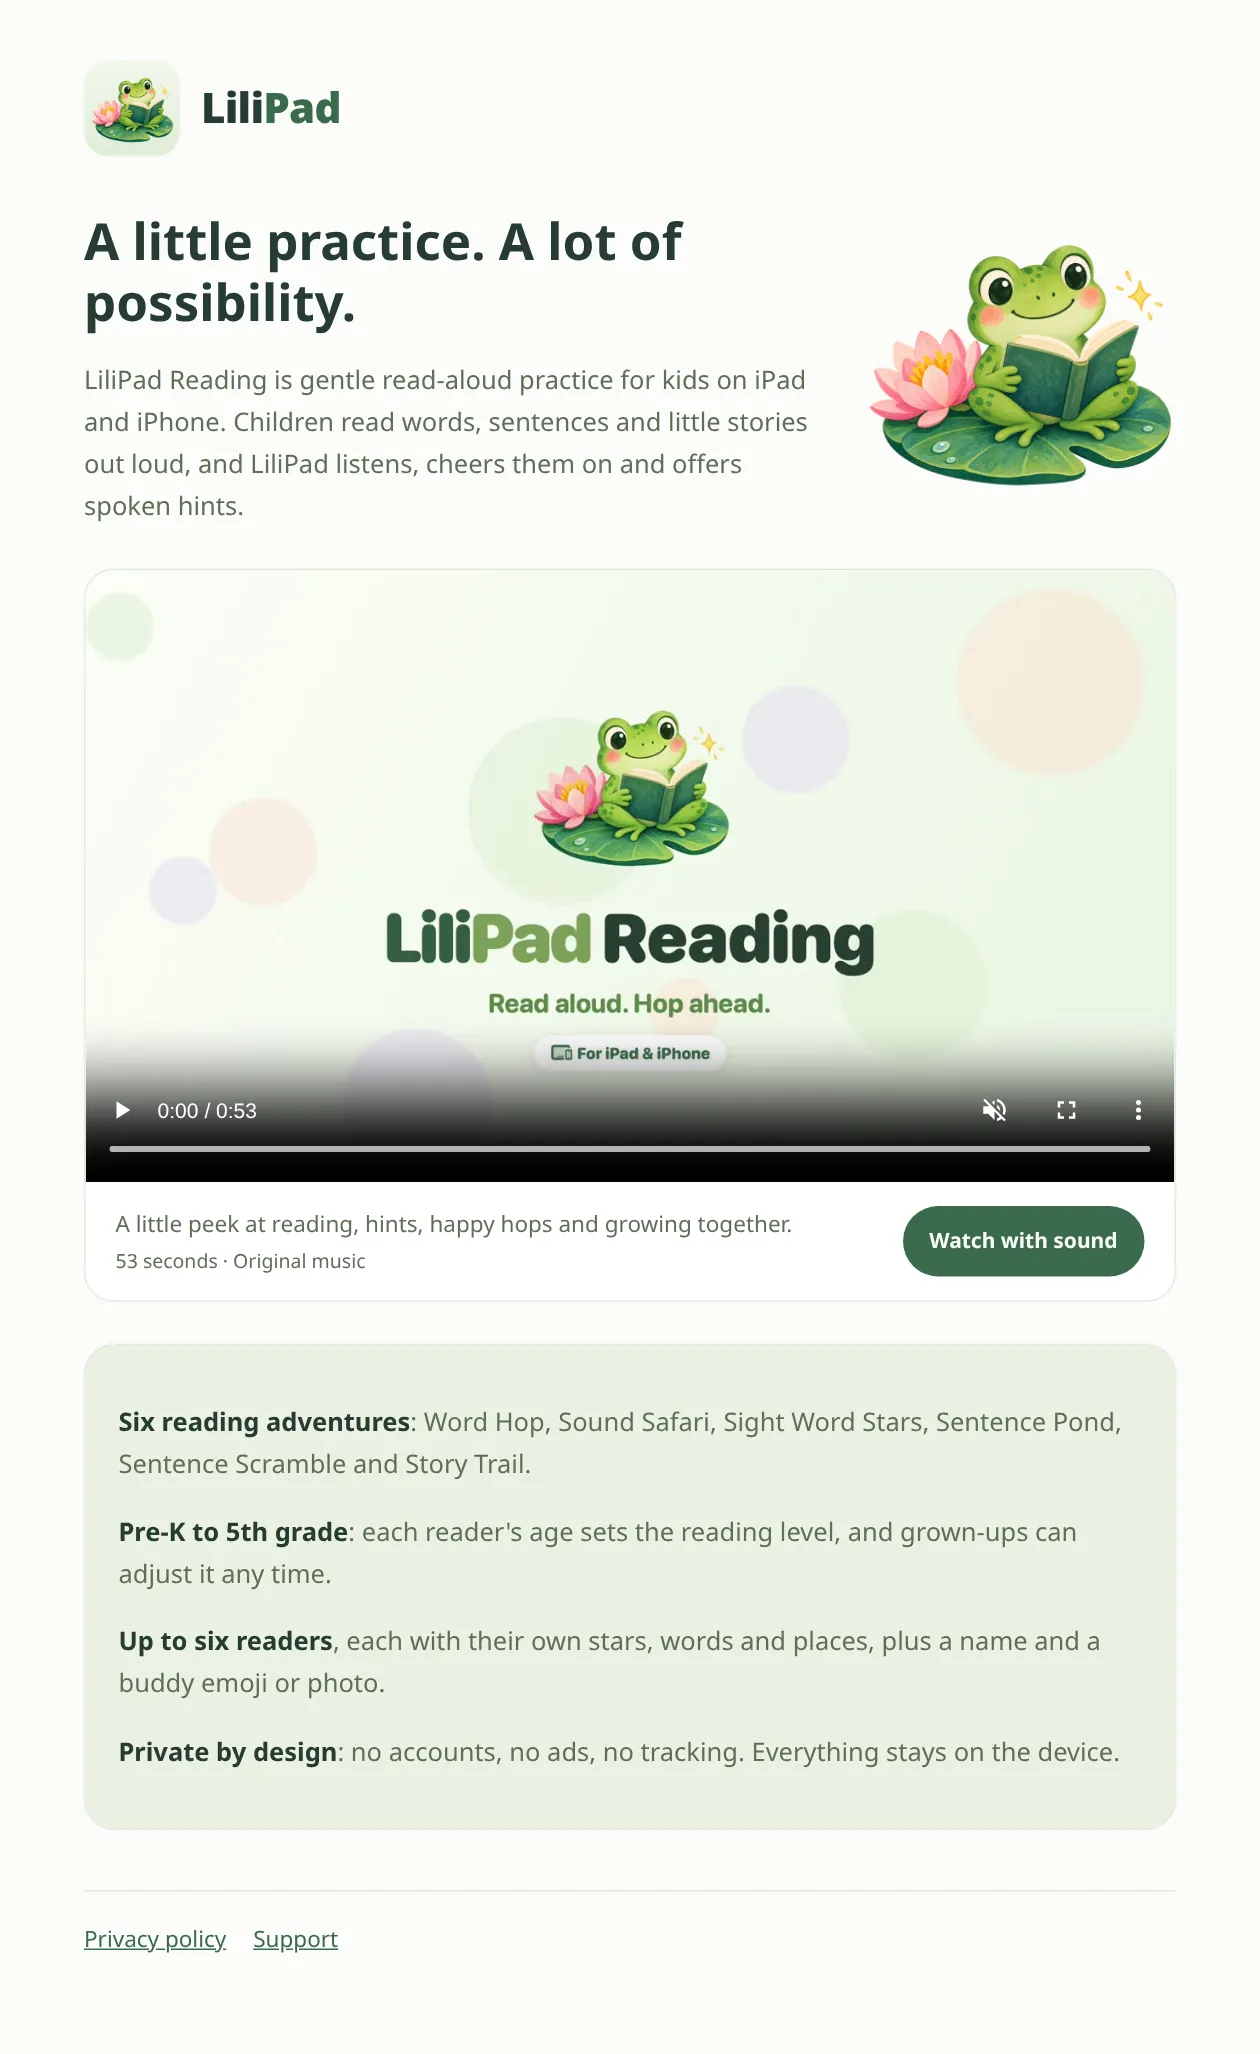 LiliPad
A little practice. A lot of
possibility.
LiliPad Reading is gentle read-aloud practice for kids on iPad
and iPhone. Children read words, sentences and little stories
out loud, and LiliPad listens, cheers them on and offers
spoken hints.
LiliPad Reading
Read aloud. Hop ahead.
For iPad & iPhone
0:00 / 0:53
A little peek at reading, hints, happy hops and growing together.
53 seconds · Original music
Watch with sound
Six reading adventures: Word Hop, Sound Safari, Sight Word Stars, Sentence Pond,
Sentence Scramble and Story Trail.
Pre-K to 5th grade: each reader's age sets the reading level, and grown-ups can
adjust it any time.
Up to six readers, each with their own stars, words and places, plus a name and a
buddy emoji or photo.
Private by design: no accounts, no ads, no tracking. Everything stays on the device.
Privacy policy Support